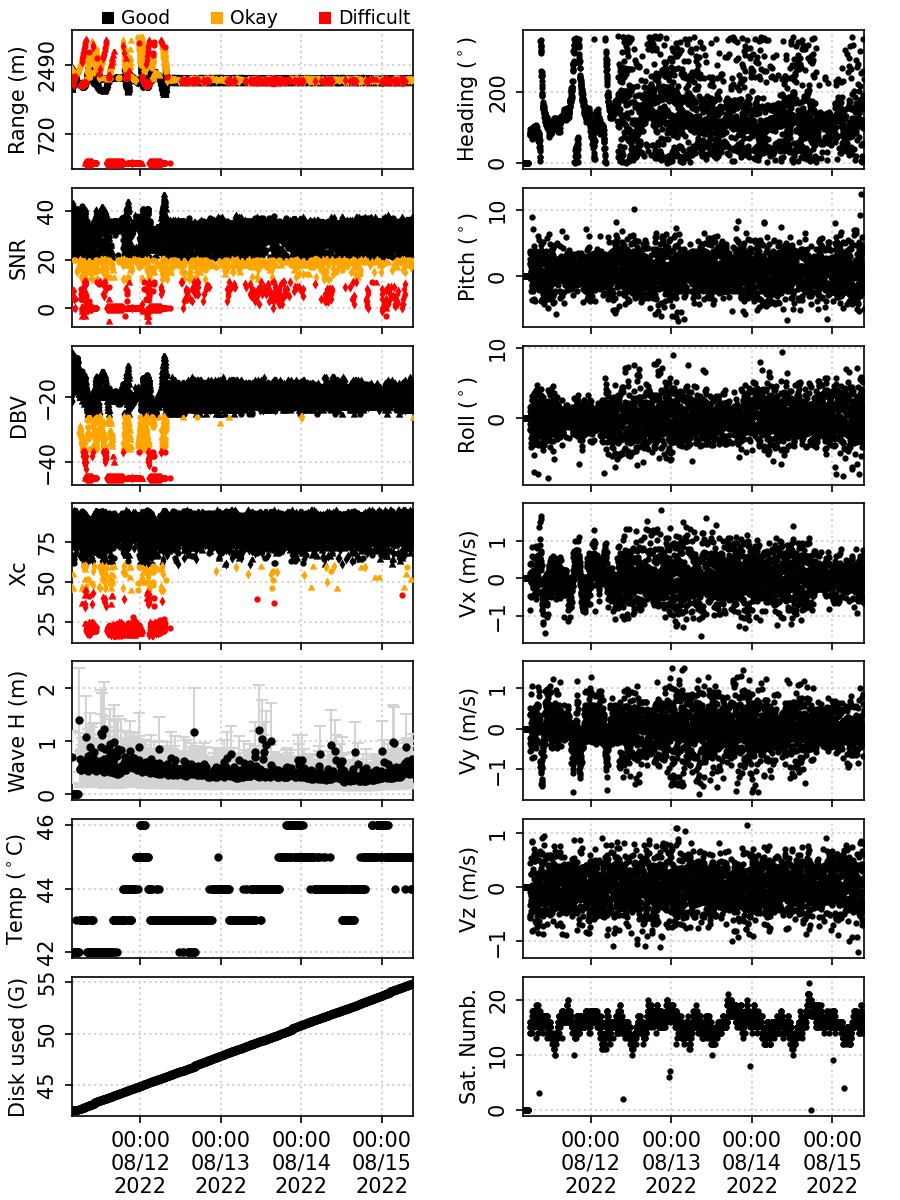 Good Okay Difficult
Range (m)
2490
720
Heading (°)
200
0
SNR
40
20
0
Pitch (°)
10
0
DBV
−20
−40
Roll (°)
10
0
Xc
75
50
25
Vx (m/s)
1
0
−1
Wave H (m)
2
1
0
Vy (m/s)
1
0
−1
Temp (°C)
46
44
42
Vz (m/s)
1
0
−1
Disk used (G)
55
50
45
Sat. Numb.
20
10
0
00:00 00:00 00:00 00:00 00:00 00:00 00:00 00:00
08/12 08/13 08/14 08/15 08/12 08/13 08/14 08/15
2022 2022 2022 2022 2022 2022 2022 2022